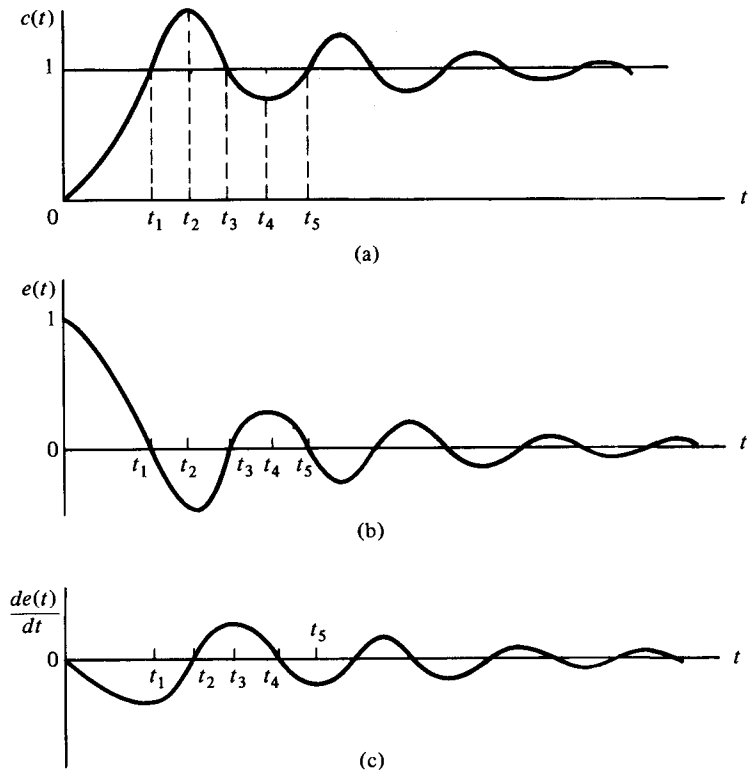 c(t)
1
0
t₁ t₂ t₃ t₄ t₅
t
(a)
e(t)
1
0
t₁ t₂ t₃ t₄ t₅
t
(b)
de(t)
dt
t₅
0
t₁ t₂ t₃ t₄
t
(c)